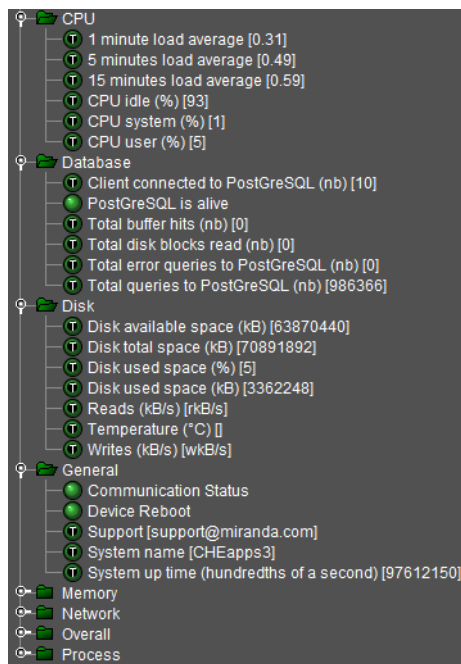 CPU
T 1 minute load average [0.31]
T 5 minutes load average [0.49]
T 15 minutes load average [0.59]
T CPU idle (%) [93]
T CPU system (%) [1]
T CPU user (%) [5]
Database
T Client connected to PostGreSQL (nb) [10]
PostGreSQL is alive
T Total buffer hits (nb) [0]
T Total disk blocks read (nb) [0]
T Total error queries to PostGreSQL (nb) [0]
T Total queries to PostGreSQL (nb) [986366]
Disk
T Disk available space (kB) [63870440]
T Disk total space (kB) [70891892]
T Disk used space (%) [5]
T Disk used space (kB) [3362248]
T Reads (kB/s) [rkB/s]
T Temperature (°C) []
T Writes (kB/s) [wkB/s]
General
Communication Status
Device Reboot
T Support [support@miranda.com]
T System name [CHEapps3]
T System up time (hundredths of a second) [97612150]
Memory
Network
Overall
Process